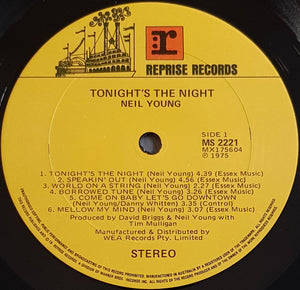 r
REPRISE RECORDS
TONIGHT'S THE NIGHT
NEIL YOUNG
SIDE 1
MS 2221
MX175604
℗ 1975
1. TONIGHT'S THE NIGHT (Neil Young) 4.39 (Essex Music)
2. SPEAKIN' OUT (Neil Young) 4.56 (Essex Music)
3. WORLD ON A STRING (Neil Young) 2.27 (Essex Music)
4. BORROWED TUNE (Neil Young) 3.26 (Essex Music)
5. COME ON BABY LET'S GO DOWNTOWN
(Neil Young/Danny Whitten) 3.35 (Control)
6. MELLOW MY MIND (Neil Young) 3.07 (Essex Music)
Produced by David Briggs & Neil Young with
Tim Mulligan
Manufactured & Distributed by
WEA Records Pty. Limited
STEREO